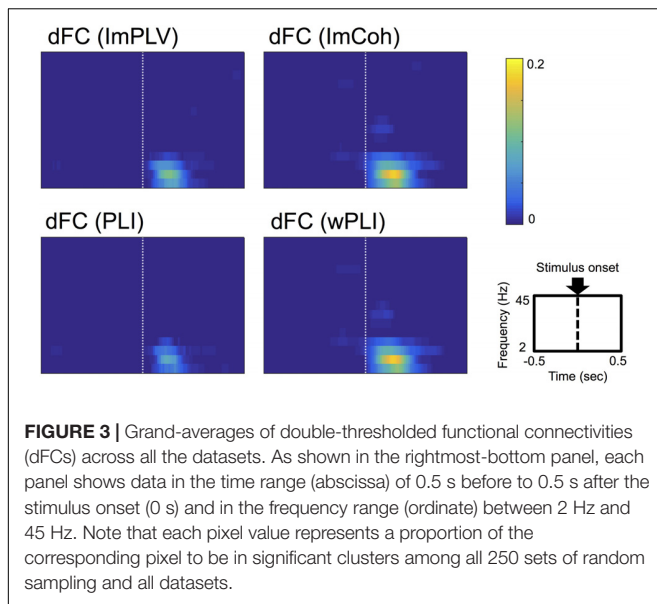 dFC (ImPLV)
dFC (ImCoh)
0.2
0
dFC (PLI)
dFC (wPLI)
Stimulus onset
Frequency (Hz)
45
2
-0.5
0.5
Time (sec)
FIGURE 3 | Grand-averages of double-thresholded functional connectivities
(dFCs) across all the datasets. As shown in the rightmost-bottom panel, each
panel shows data in the time range (abscissa) of 0.5 s before to 0.5 s after the
stimulus onset (0 s) and in the frequency range (ordinate) between 2 Hz and
45 Hz. Note that each pixel value represents a proportion of the
corresponding pixel to be in significant clusters among all 250 sets of random
sampling and all datasets.